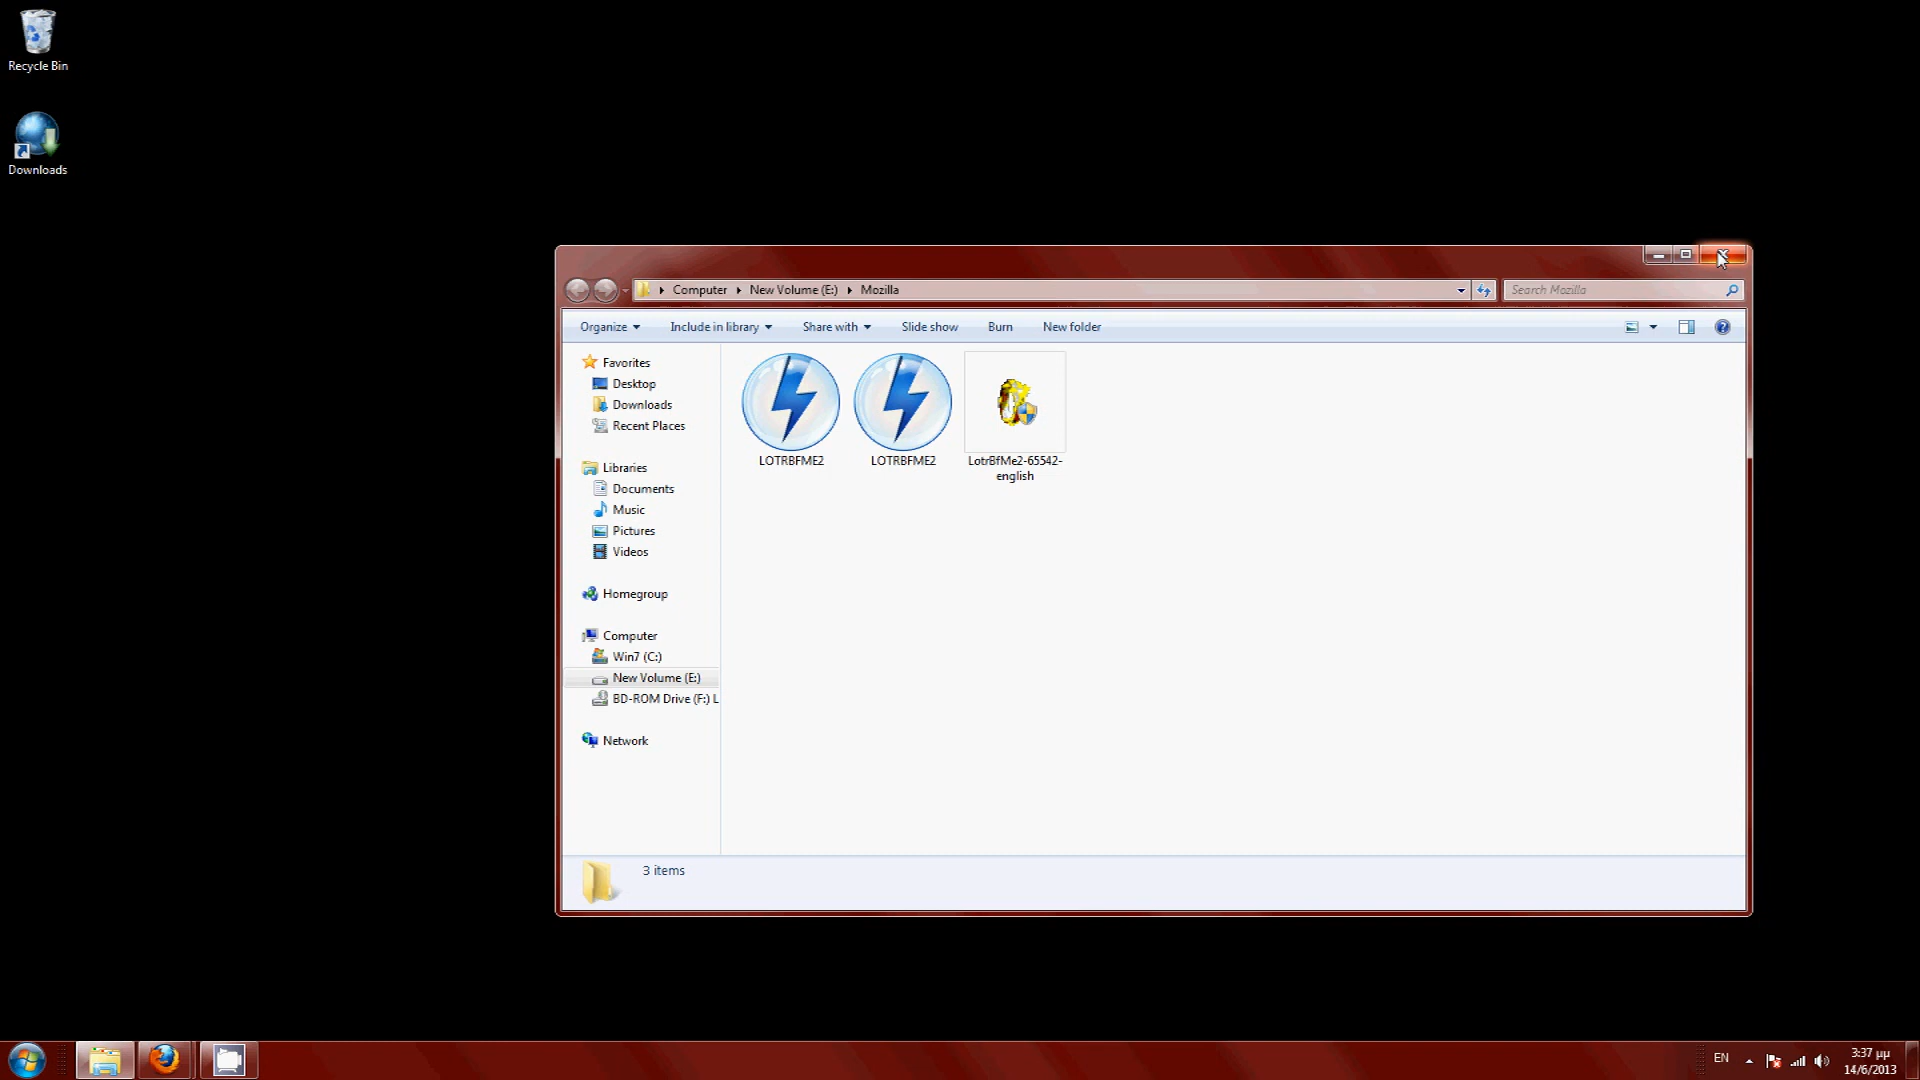 Recycle Bin
Downloads
Computer
New Volume (E:)
Mozilla
Search Mozilla
Organize
Include in library
Share with
Slide show
Burn
New folder
Favorites
Desktop
Downloads
Recent Places
Libraries
Documents
Music
Pictures
Videos
Homegroup
Computer
Win7 (C:)
New Volume (E:)
BD-ROM Drive (F:) L
Network
LOTRBFME2
LOTRBFME2
LotrBfMe2-65542-
english
3 items
EN
3:37 μμ
14/6/2013